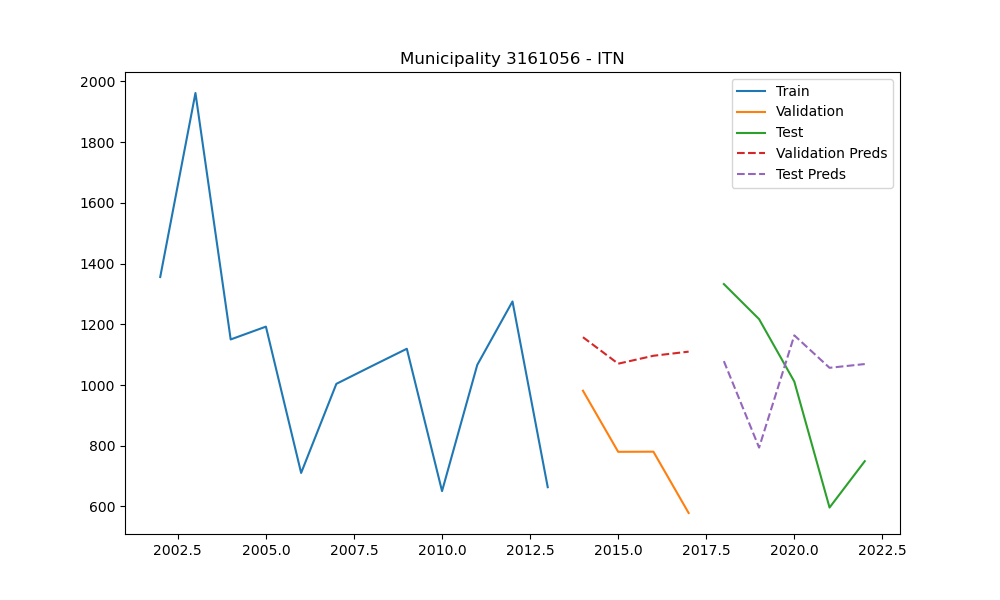 Municipality 3161056 - ITN
2000
1800
1600
1400
1200
1000
800
600
2002.5 2005.0 2007.5 2010.0 2012.5 2015.0 2017.5 2020.0 2022.5
Train
Validation
Test
Validation Preds
Test Preds